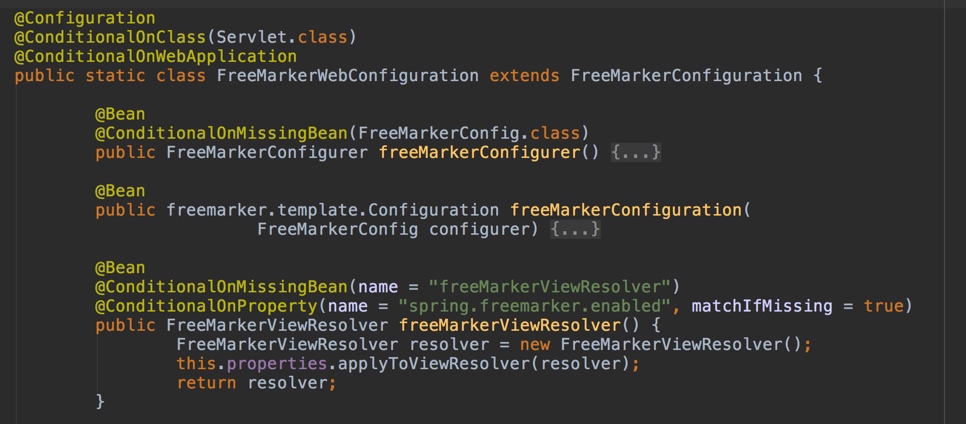 @Configuration
@ConditionalOnClass(Servlet.class)
@ConditionalOnWebApplication
public static class FreeMarkerWebConfiguration extends FreeMarkerConfiguration {
@Bean
@ConditionalOnMissingBean(FreeMarkerConfig.class)
public FreeMarkerConfigurer freeMarkerConfigurer() {...}
@Bean
public freemarker.template.Configuration freeMarkerConfiguration(
FreeMarkerConfig configurer) {...}
@Bean
@ConditionalOnMissingBean(name = "freeMarkerViewResolver")
@ConditionalOnProperty(name = "spring.freemarker.enabled", matchIfMissing = true)
public FreeMarkerViewResolver freeMarkerViewResolver() {
FreeMarkerViewResolver resolver = new FreeMarkerViewResolver();
this.properties.applyToViewResolver(resolver);
return resolver;
}